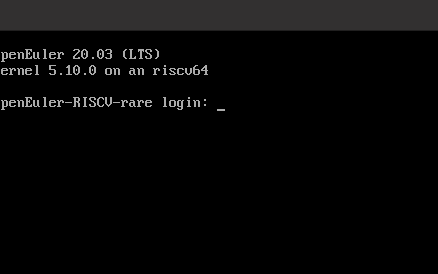 penEuler 20.03 (LTS)
ernel 5.10.0 on an riscv64
penEuler-RISCV-rare login: _